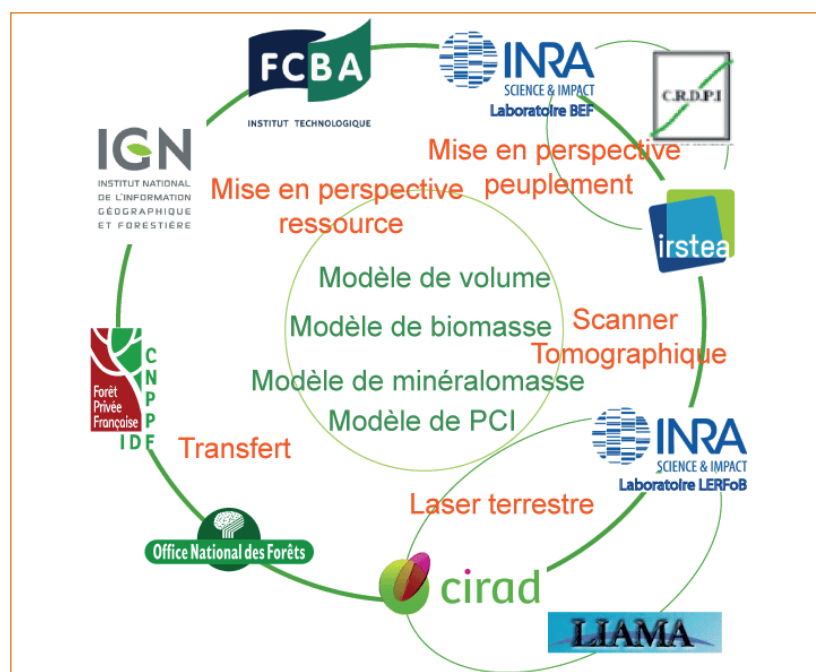 FCBA
INSTITUT TECHNOLOGIQUE
INRA
SCIENCE & IMPACT
Laboratoire BEF
C.R.D.P.I
IGN
INSTITUT NATIONAL
DE L'INFORMATION
GÉOGRAPHIQUE
ET FORESTIÈRE
Mise en perspective
peuplement
Mise en perspective
ressource
irstea
Modèle de volume
Modèle de biomasse
Modèle de minéralomasse
Modèle de PCI
Scanner
Tomographique
Forêt
Privée
Française
CNPPF
IDF
Transfert
INRA
SCIENCE & IMPACT
Laboratoire LERFoB
Laser terrestre
Office National des Forêts
cirad
LIAMA